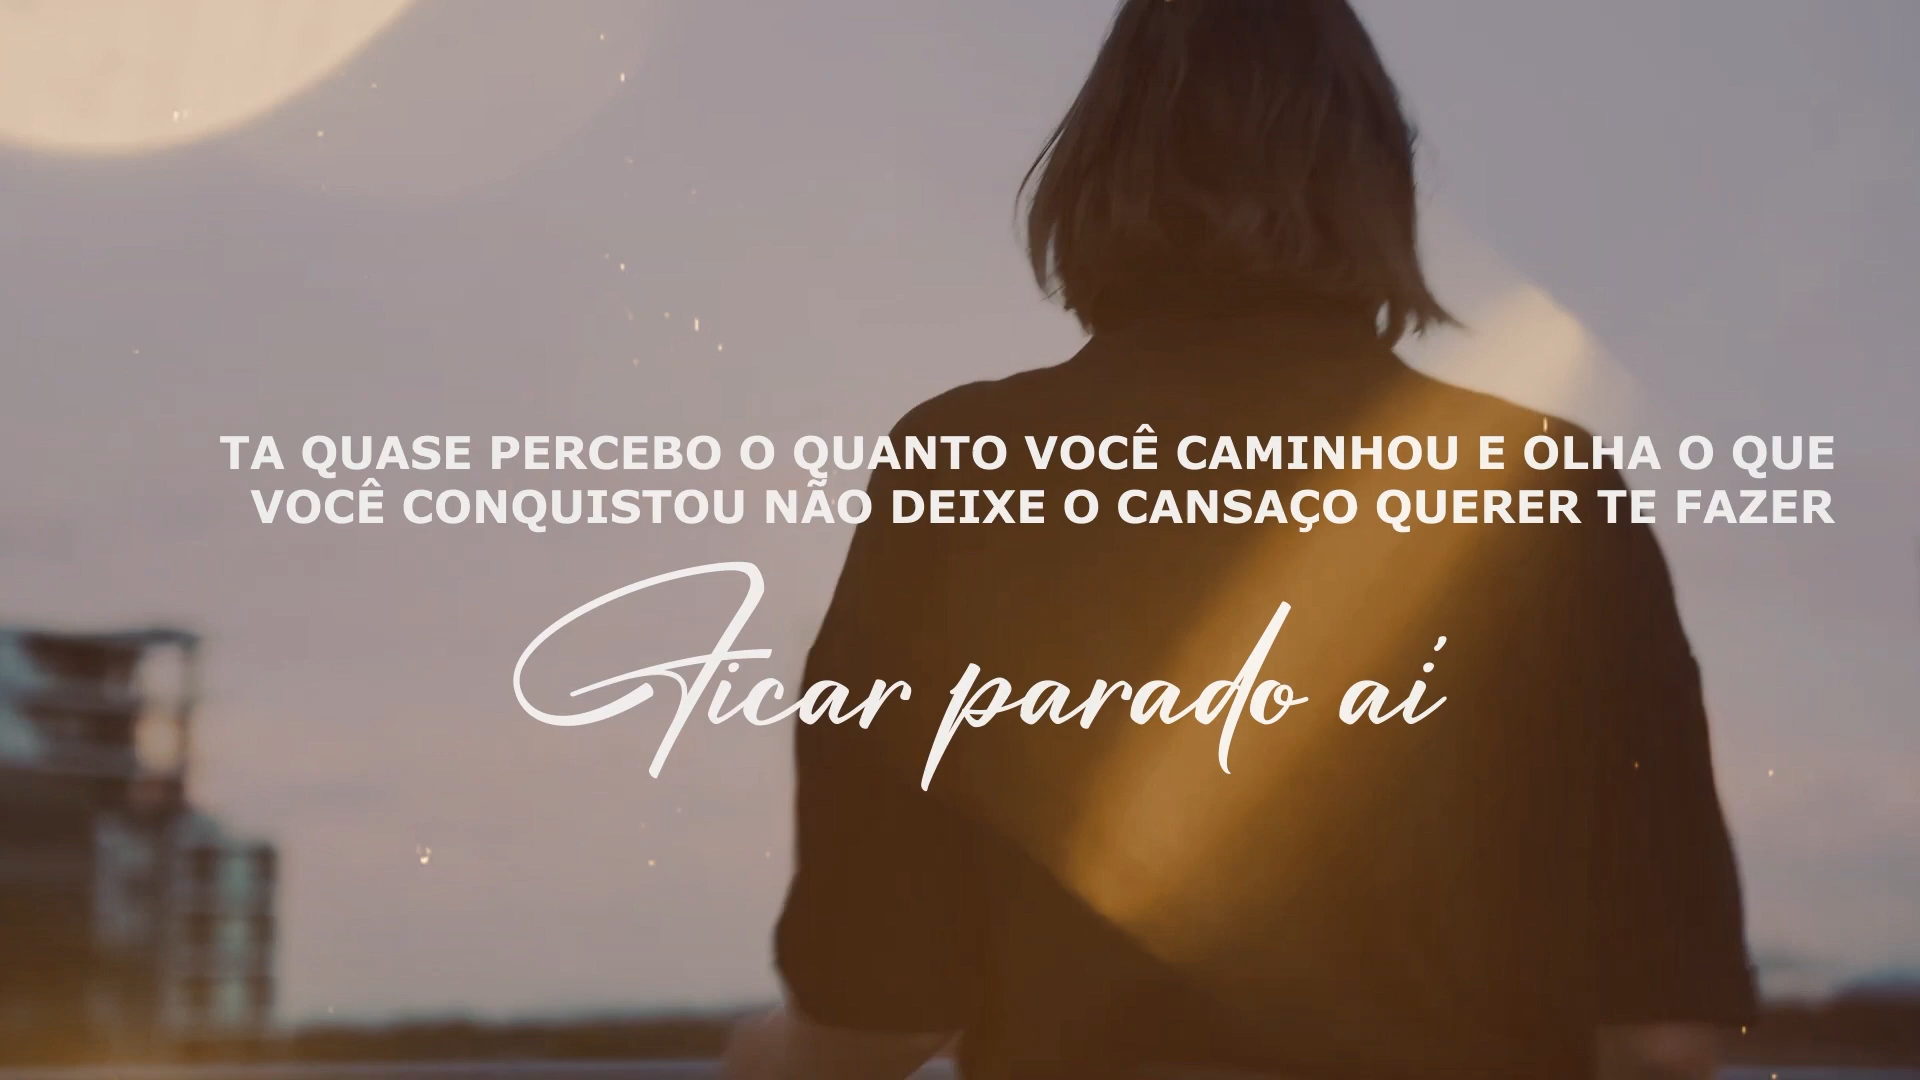 TA QUASE PERCEBO O QUANTO VOCÊ CAMINHOU E OLHA O QUE
VOCÊ CONQUISTOU NÃO DEIXE O CANSAÇO QUERER TE FAZER
Ficar parado aí